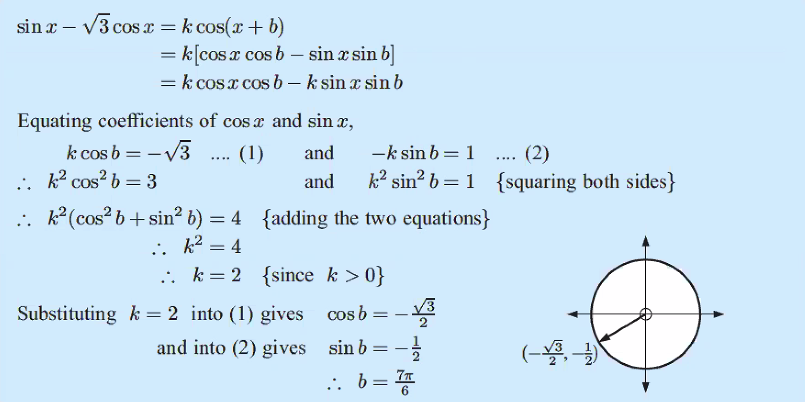 sin x − √3 cos x = k cos(x + b)
= k[cos x cos b − sin x sin b]
= k cos x cos b − k sin x sin b
Equating coefficients of cos x and sin x,
k cos b = −√3 .... (1) and −k sin b = 1 .... (2)
∴ k² cos² b = 3 and k² sin² b = 1 {squaring both sides}
∴ k²(cos² b + sin² b) = 4 {adding the two equations}
∴ k² = 4
∴ k = 2 {since k > 0}
Substituting k = 2 into (1) gives cos b = −√3/2
and into (2) gives sin b = −1/2
∴ b = 7π/6
(−√3/2, −1/2)